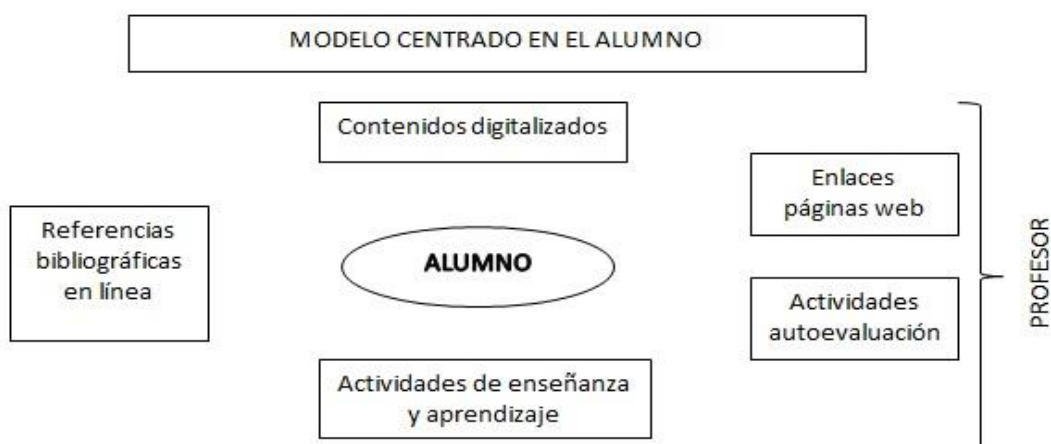 MODELO CENTRADO EN EL ALUMNO
Contenidos digitalizados
Enlaces
páginas web
Referencias
bibliográficas
en línea
ALUMNO
Actividades
autoevaluación
Actividades de enseñanza
y aprendizaje
PROFESOR